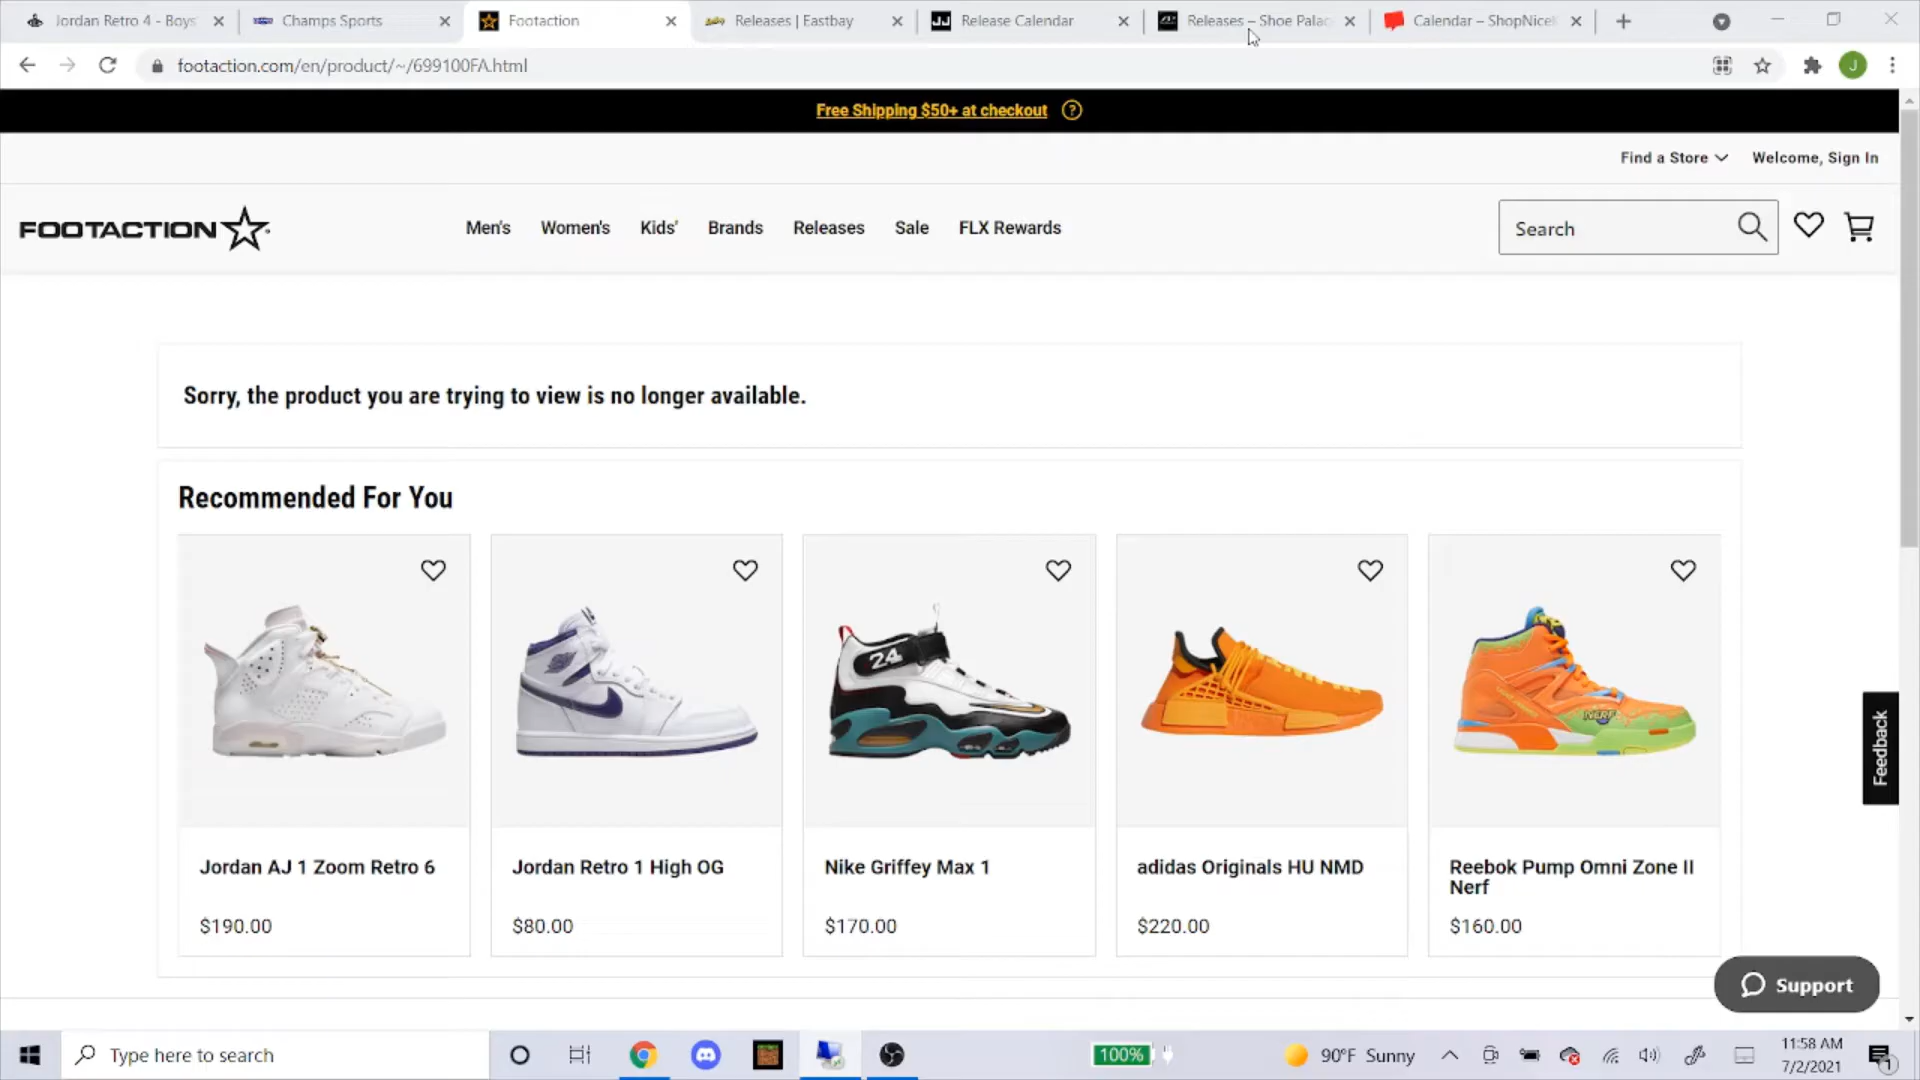 Jordan Retro 4 - Boys'
Champs Sports
Footaction
Releases | Eastbay
JJ
Release Calendar
Releases – Shoe Palac
Calendar – ShopNiceK
footaction.com/en/product/~/699100FA.html
J
Free Shipping $50+ at checkout ?
Find a Store
Welcome, Sign In
FOOTACTION
Men's
Women's
Kids'
Brands
Releases
Sale
FLX Rewards
Search
Sorry, the product you are trying to view is no longer available.
Recommended For You
24
NERF
Jordan AJ 1 Zoom Retro 6
$190.00
Jordan Retro 1 High OG
$80.00
Nike Griffey Max 1
$170.00
adidas Originals HU NMD
$220.00
Reebok Pump Omni Zone II
Nerf
$160.00
Feedback
Support
Type here to search
100%
90°F Sunny
11:58 AM
7/2/2021
1